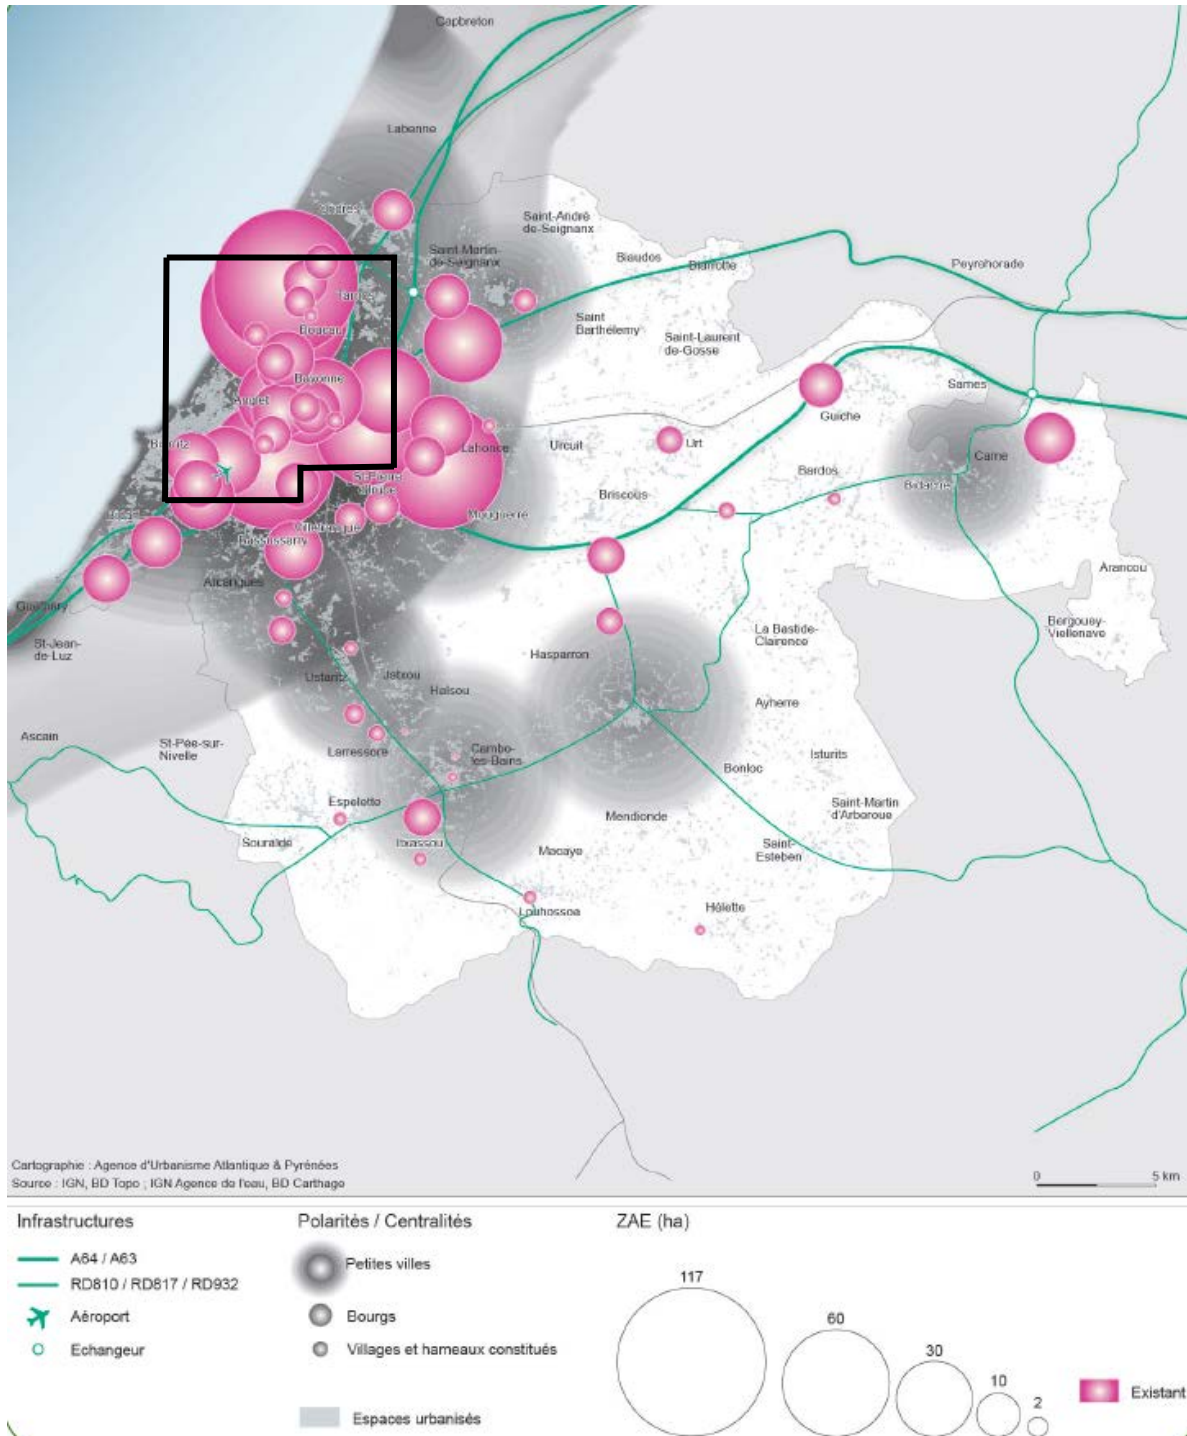 Capbreton
Labenne
Ondres
Saint-André
de-Seignanx
Saint-Martin
de-Seignanx
Biaudos
Biarrotte
Peyrehorade
Tarnos
Saint
Barthélemy
Boucau
Saint-Laurent
de-Gosse
Bayonne
Sames
Anglet
Guiche
Biarritz
Lahonce
Urcuit
Urt
Came
Bardos
Bidache
Briscous
Mouguerre
Villefranque
Bassussarry
Arcangues
Arancou
Guéthary
Bergouey-
Viellenave
St-Jean-
de-Luz
La Bastide-
Clairence
Hasparren
Ustaritz
Jatxou
Halsou
Ayherre
Ascain
St-Pée-sur-
Nivelle
Larressore
Cambo-
les-Bains
Isturits
Bonloc
Espelette
Saint-Martin
d'Arberoue
Mendionde
Souraïde
Itxassou
Macaye
Saint-
Esteben
Louhossoa
Hélette
Cartographie : Agence d'Urbanisme Atlantique & Pyrénées
Source : IGN, BD Topo ; IGN Agence de l'eau, BD Carthage
0 5 km
Infrastructures
A64 / A63
RD810 / RD817 / RD932
Aéroport
Echangeur
Polarités / Centralités
Petites villes
Bourgs
Villages et hameaux constitués
Espaces urbanisés
ZAE (ha)
117
60
30
10
2
Existant